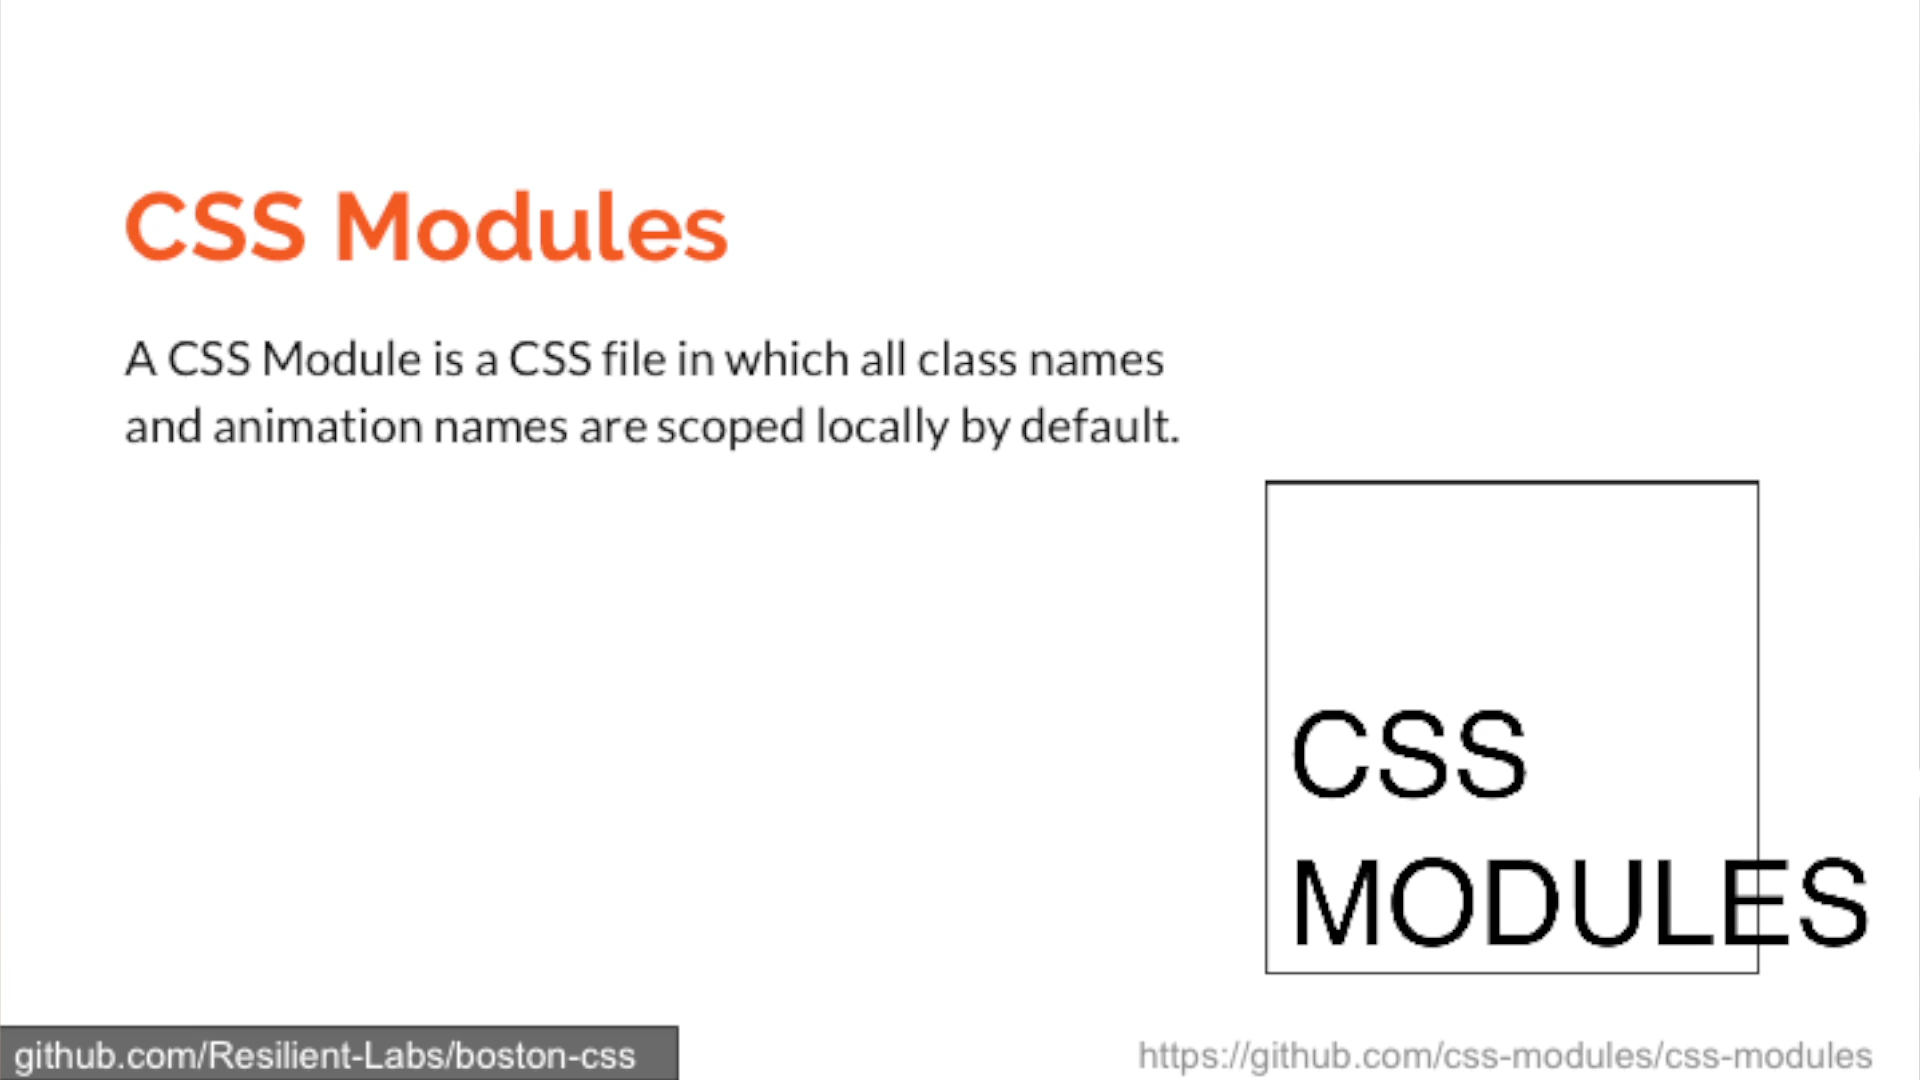 CSS Modules
A CSS Module is a CSS file in which all class names
and animation names are scoped locally by default.
CSS
MODULES
github.com/Resilient-Labs/boston-css
https://github.com/css-modules/css-modules